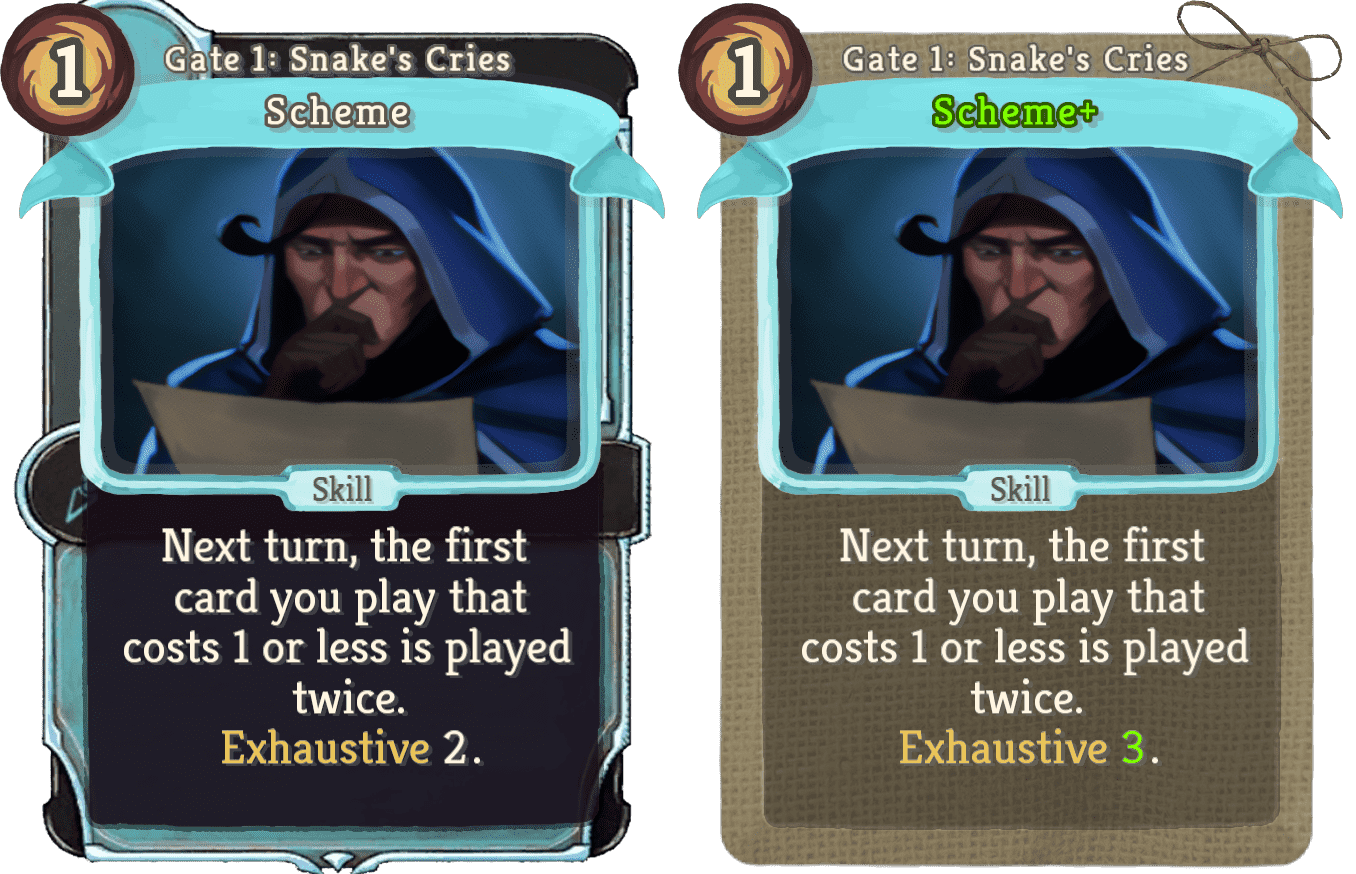 1
Gate 1: Snake's Cries
Scheme
Skill
Next turn, the first
card you play that
costs 1 or less is played
twice.
Exhaustive 2.
1
Gate 1: Snake's Cries
Scheme+
Skill
Next turn, the first
card you play that
costs 1 or less is played
twice.
Exhaustive 3.